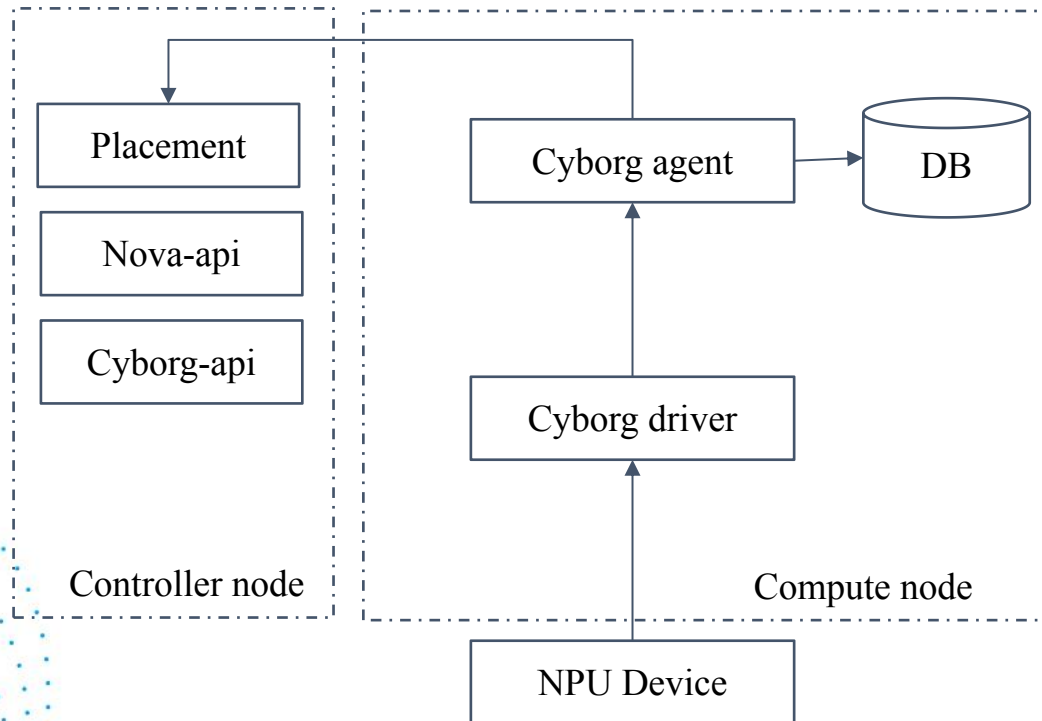 Placement
Nova-api
Cyborg-api
Controller node
Cyborg agent
DB
Cyborg driver
Compute node
NPU Device